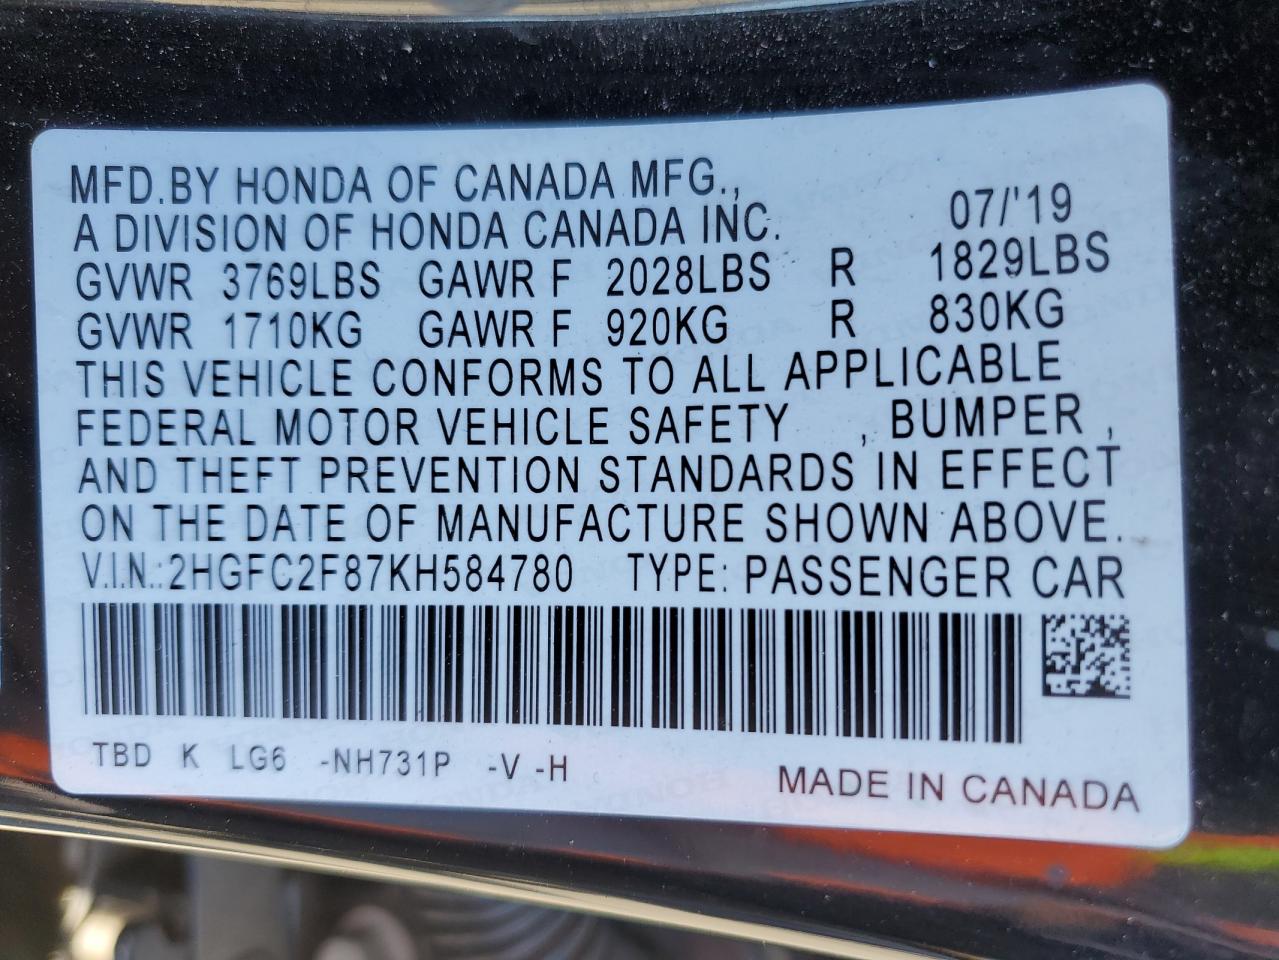 MFD.BY HONDA OF CANADA MFG.,
A DIVISION OF HONDA CANADA INC. 07/'19
GVWR 3769LBS GAWR F 2028LBS R 1829LBS
GVWR 1710KG GAWR F 920KG R 830KG
THIS VEHICLE CONFORMS TO ALL APPLICABLE
FEDERAL MOTOR VEHICLE SAFETY , BUMPER ,
AND THEFT PREVENTION STANDARDS IN EFFECT
ON THE DATE OF MANUFACTURE SHOWN ABOVE.
V.I.N.:2HGFC2F87KH584780 TYPE: PASSENGER CAR
TBD K LG6 -NH731P -V -H
MADE IN CANADA